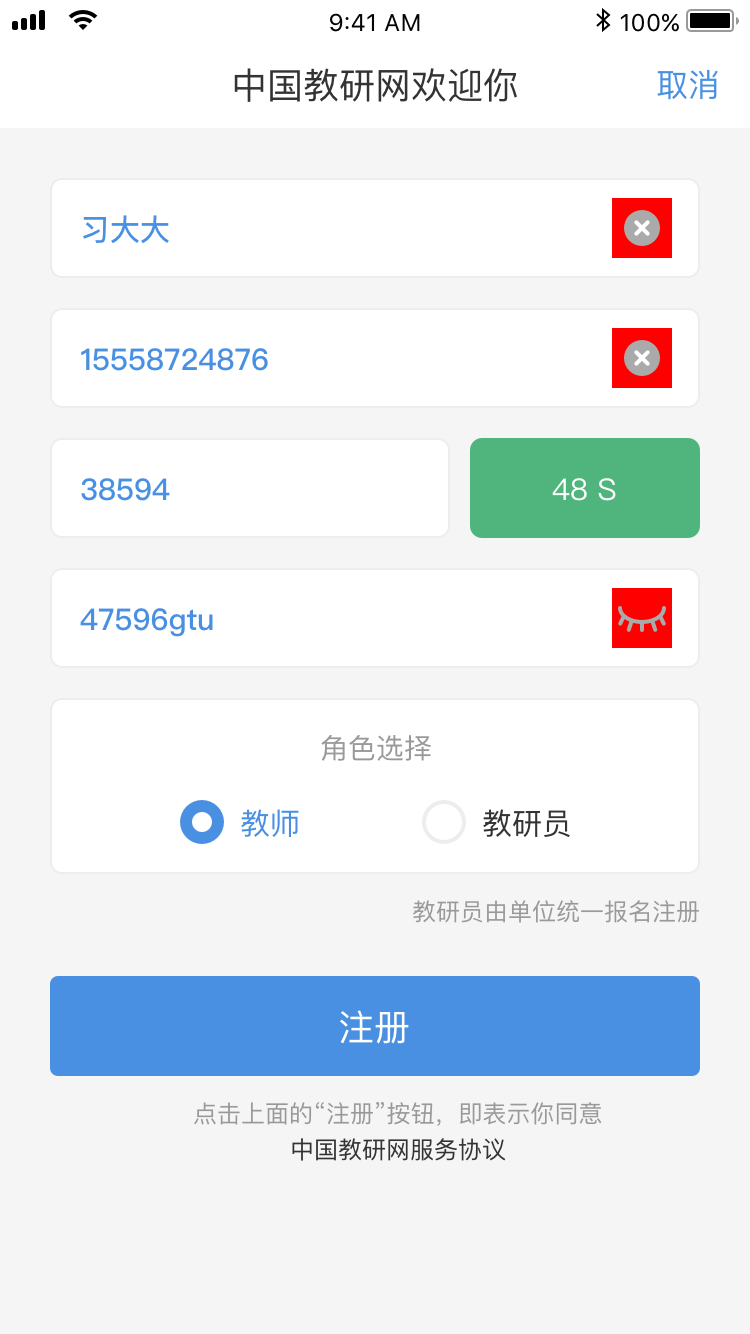 9:41 AM 100%
中国教研网欢迎你 取消
习大大
15558724876
38594 48 S
47596gtu
角色选择
教师 教研员
教研员由单位统一报名注册
注册
点击上面的“注册”按钮，即表示你同意
中国教研网服务协议